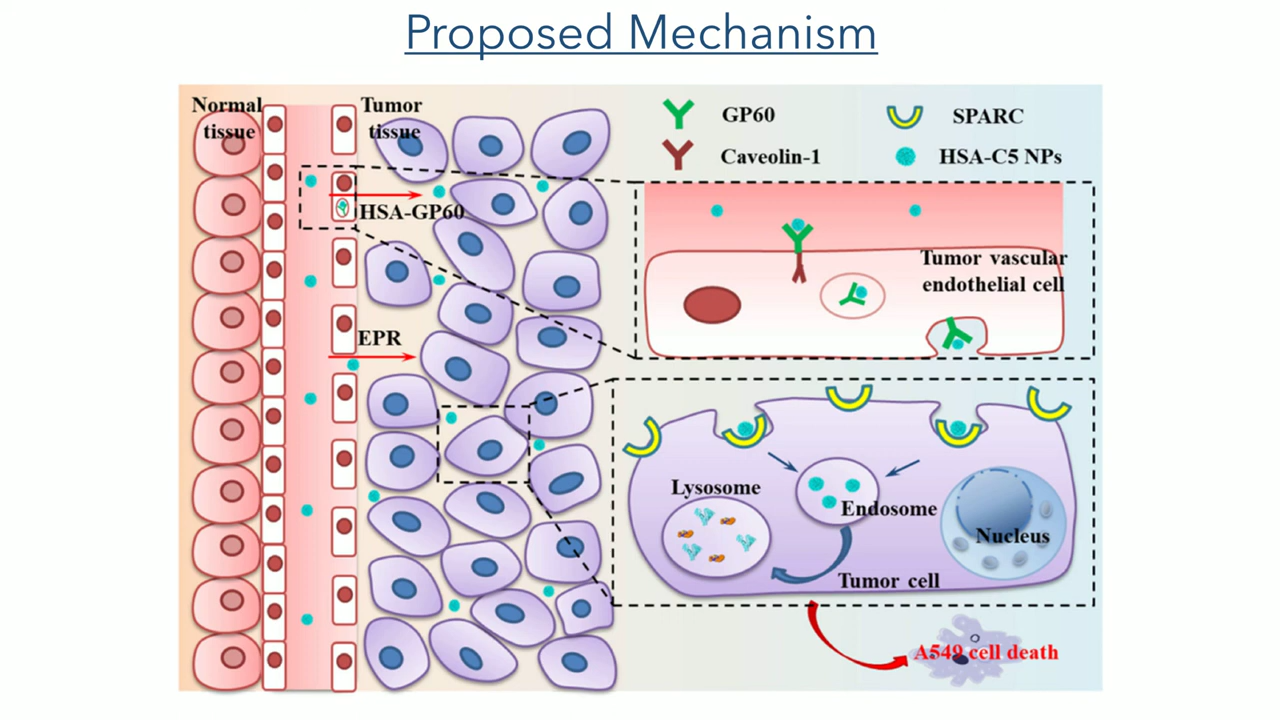 Proposed Mechanism
Normal
tissue
Tumor
tissue
HSA-GP60
EPR
GP60
SPARC
Caveolin-1
HSA-C5 NPs
Tumor vascular
endothelial cell
Lysosome
Endosome
Nucleus
Tumor cell
A549 cell death